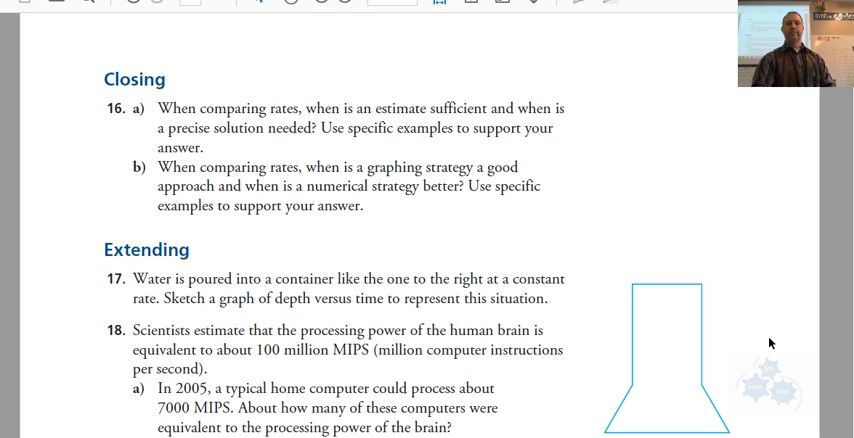 Closing
16. a) When comparing rates, when is an estimate sufficient and when is
a precise solution needed? Use specific examples to support your
answer.
b) When comparing rates, when is a graphing strategy a good
approach and when is a numerical strategy better? Use specific
examples to support your answer.
Extending
17. Water is poured into a container like the one to the right at a constant
rate. Sketch a graph of depth versus time to represent this situation.
18. Scientists estimate that the processing power of the human brain is
equivalent to about 100 million MIPS (million computer instructions
per second).
a) In 2005, a typical home computer could process about
7000 MIPS. About how many of these computers were
equivalent to the processing power of the brain?